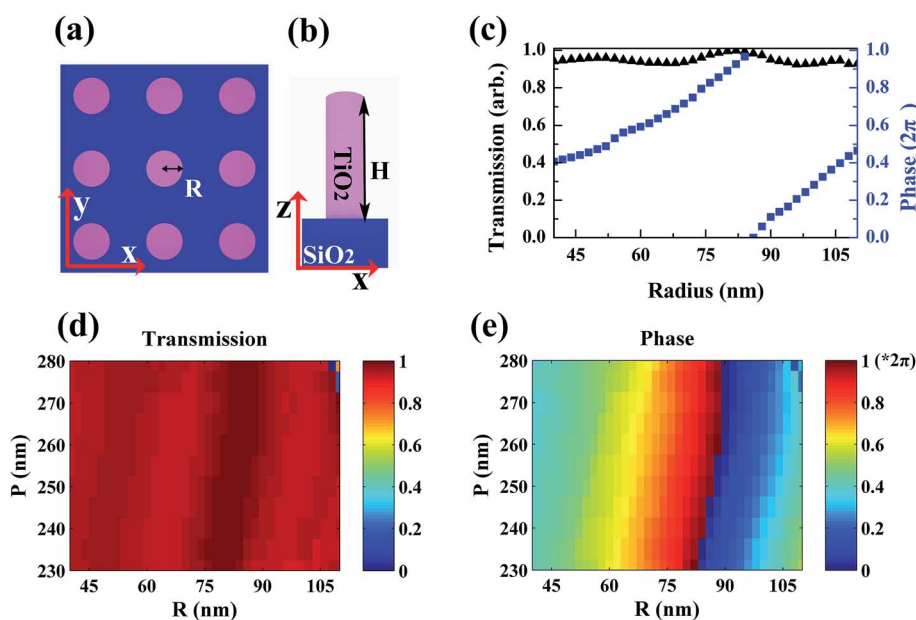 (a)
R
y
x
(b)
TiO2
H
z
SiO2
x
(c)
Transmission (arb.)
1.0
0.8
0.6
0.4
0.2
0.0
1.0
0.8
0.6
0.4
0.2
0.0
Phase (2π)
45 60 75 90 105
Radius (nm)
(d)
Transmission
P (nm)
280
270
260
250
240
230
45 60 75 90 105
R (nm)
1
0.8
0.6
0.4
0.2
0
(e)
Phase
P (nm)
280
270
260
250
240
230
45 60 75 90 105
R (nm)
1 (*2π)
0.8
0.6
0.4
0.2
0